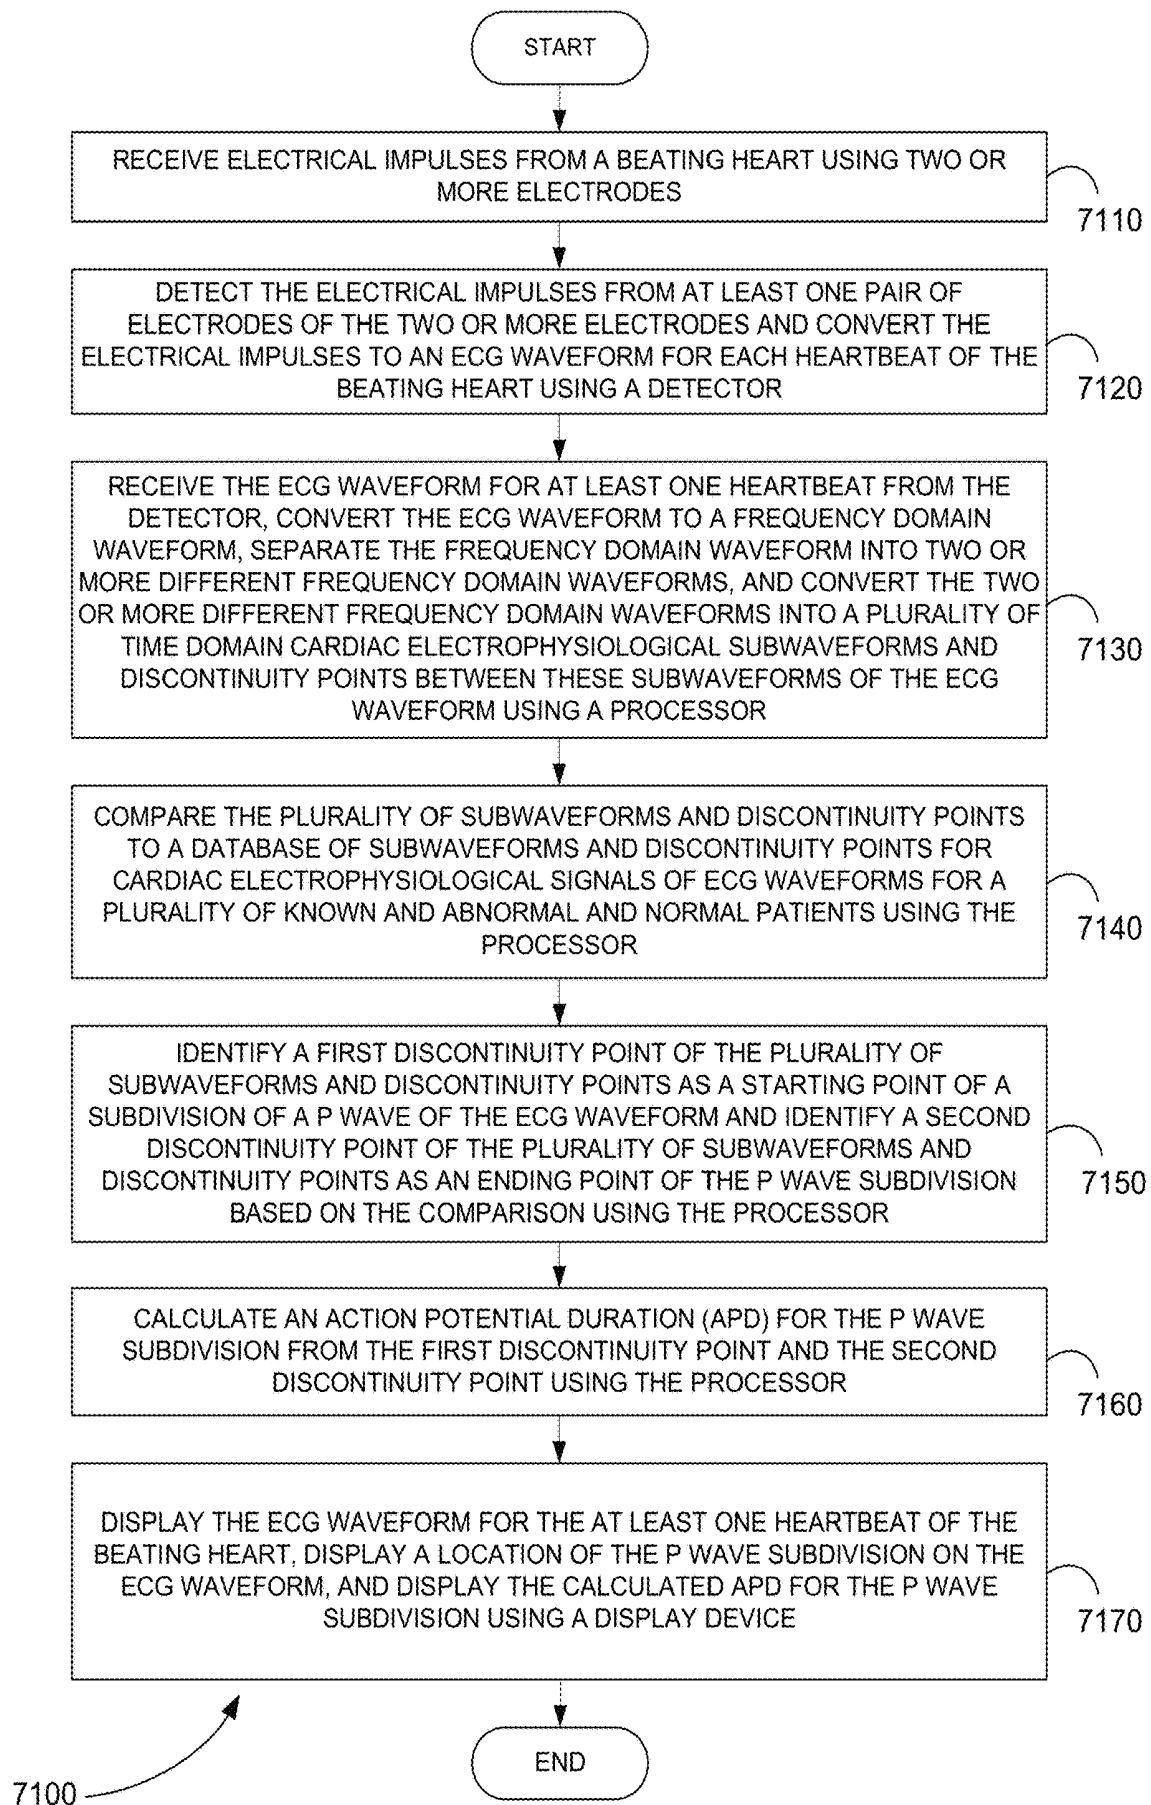 START
RECEIVE ELECTRICAL IMPULSES FROM A BEATING HEART USING TWO OR
MORE ELECTRODES
7110
DETECT THE ELECTRICAL IMPULSES FROM AT LEAST ONE PAIR OF
ELECTRODES OF THE TWO OR MORE ELECTRODES AND CONVERT THE
ELECTRICAL IMPULSES TO AN ECG WAVEFORM FOR EACH HEARTBEAT OF THE
BEATING HEART USING A DETECTOR
7120
RECEIVE THE ECG WAVEFORM FOR AT LEAST ONE HEARTBEAT FROM THE
DETECTOR, CONVERT THE ECG WAVEFORM TO A FREQUENCY DOMAIN
WAVEFORM, SEPARATE THE FREQUENCY DOMAIN WAVEFORM INTO TWO OR
MORE DIFFERENT FREQUENCY DOMAIN WAVEFORMS, AND CONVERT THE TWO
OR MORE DIFFERENT FREQUENCY DOMAIN WAVEFORMS INTO A PLURALITY OF
TIME DOMAIN CARDIAC ELECTROPHYSIOLOGICAL SUBWAVEFORMS AND
DISCONTINUITY POINTS BETWEEN THESE SUBWAVEFORMS OF THE ECG
WAVEFORM USING A PROCESSOR
7130
COMPARE THE PLURALITY OF SUBWAVEFORMS AND DISCONTINUITY POINTS
TO A DATABASE OF SUBWAVEFORMS AND DISCONTINUITY POINTS FOR
CARDIAC ELECTROPHYSIOLOGICAL SIGNALS OF ECG WAVEFORMS FOR A
PLURALITY OF KNOWN AND ABNORMAL AND NORMAL PATIENTS USING THE
PROCESSOR
7140
IDENTIFY A FIRST DISCONTINUITY POINT OF THE PLURALITY OF
SUBWAVEFORMS AND DISCONTINUITY POINTS AS A STARTING POINT OF A
SUBDIVISION OF A P WAVE OF THE ECG WAVEFORM AND IDENTIFY A SECOND
DISCONTINUITY POINT OF THE PLURALITY OF SUBWAVEFORMS AND
DISCONTINUITY POINTS AS AN ENDING POINT OF THE P WAVE SUBDIVISION
BASED ON THE COMPARISON USING THE PROCESSOR
7150
CALCULATE AN ACTION POTENTIAL DURATION (APD) FOR THE P WAVE
SUBDIVISION FROM THE FIRST DISCONTINUITY POINT AND THE SECOND
DISCONTINUITY POINT USING THE PROCESSOR
7160
DISPLAY THE ECG WAVEFORM FOR THE AT LEAST ONE HEARTBEAT OF THE
BEATING HEART, DISPLAY A LOCATION OF THE P WAVE SUBDIVISION ON THE
ECG WAVEFORM, AND DISPLAY THE CALCULATED APD FOR THE P WAVE
SUBDIVISION USING A DISPLAY DEVICE
7170
END
7100